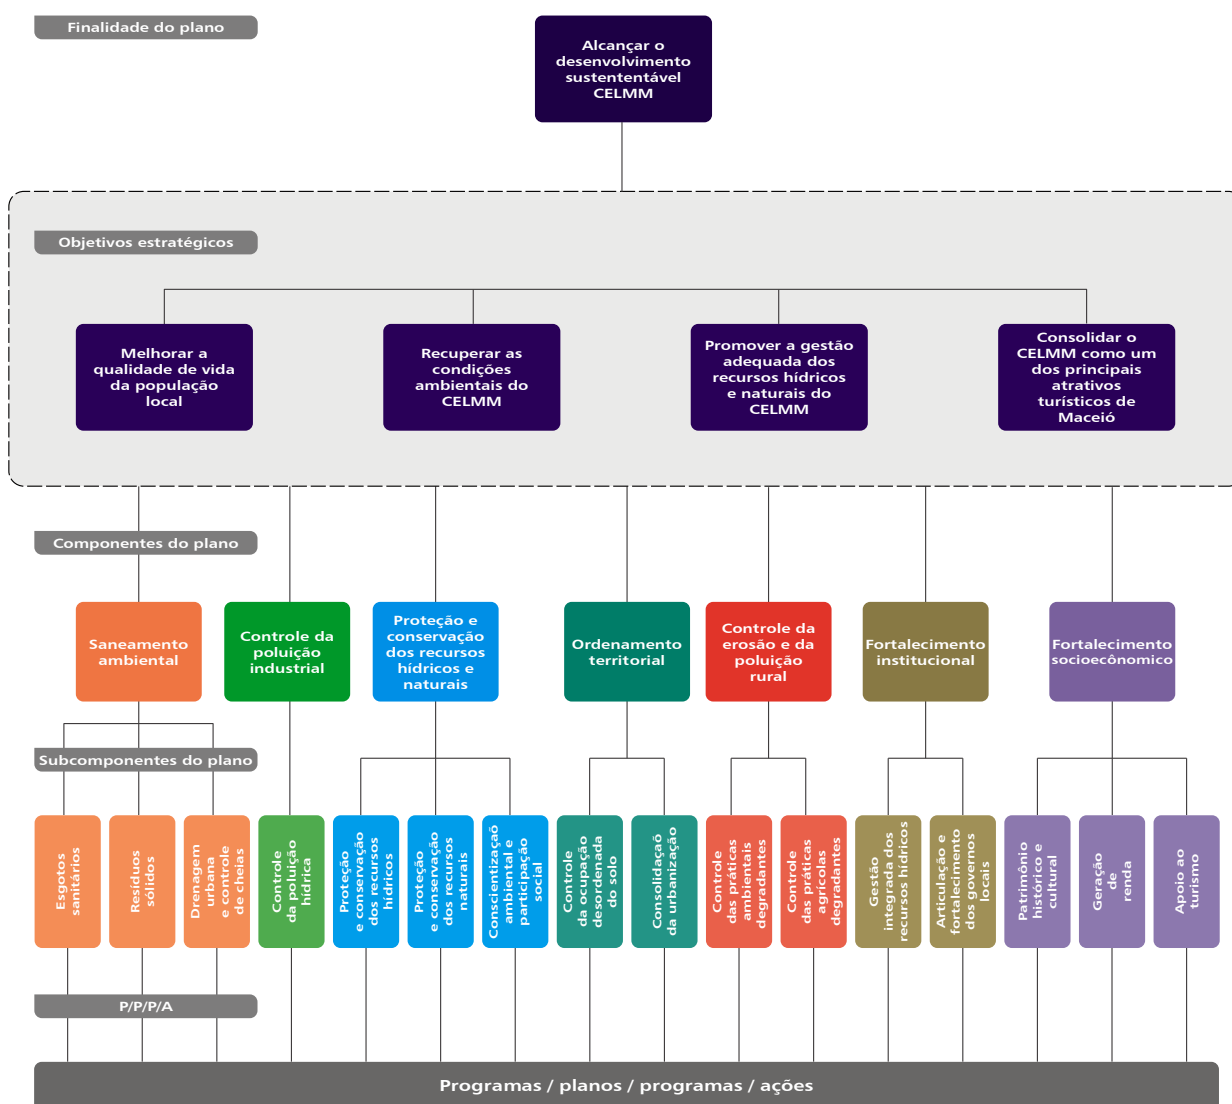 Finalidade do plano
Alcançar o
desenvolvimento
sustententável
CELMM
Objetivos estratégicos
Melhorar a
qualidade de vida
da população
local
Recuperar as
condições
ambientais do
CELMM
Promover a gestão
adequada dos
recursos hídricos
e naturais do
CELMM
Consolidar o
CELMM como um
dos principais
atrativos
turísticos de
Maceió
Componentes do plano
Saneamento
ambiental
Controle da
poluição
industrial
Proteção e
conservação
dos recursos
hídricos e
naturais
Ordenamento
territorial
Controle da
erosão e da
poluição
rural
Fortalecimento
institucional
Fortalecimento
socioecônomico
Subcomponentes do plano
Esgotos
sanitários
Resíduos
sólidos
Drenagem
urbana
e controle
de cheias
Controle
da poluição
hídrica
Proteção
e conservação
dos recursos
hídricos
Proteção
e conservação
dos recursos
naturais
Conscientizaçaõ
ambiental e
participação
social
Controle
da ocupação
desordenada
do solo
Consolidaçaõ
da urbanização
Controle
das práticas
ambientais
degradantes
Controle
das práticas
agrícolas
degradantes
Gestão
integrada dos
recursos hídricos
Articulação e
fortalecimento
dos governos
locais
Patrimônio
histórico e
cultural
Geração
de
renda
Apoio ao
turismo
P/P/P/A
Programas / planos / programas / ações